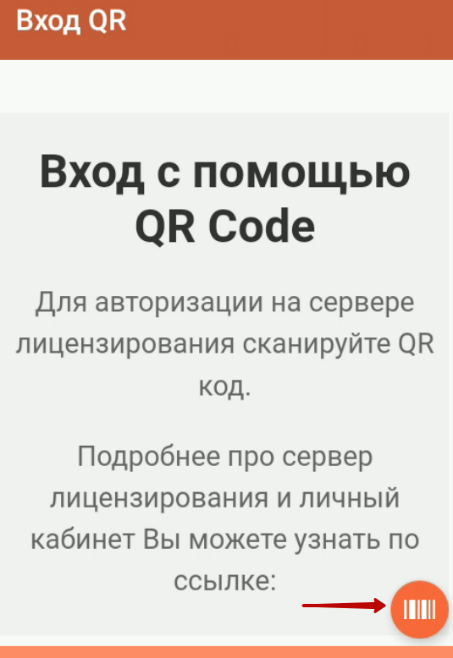 Вход QR
Вход с помощью
QR Code
Для авторизации на сервере
лицензирования сканируйте QR
код.
Подробнее про сервер
лицензирования и личный
кабинет Вы можете узнать по
ссылке: